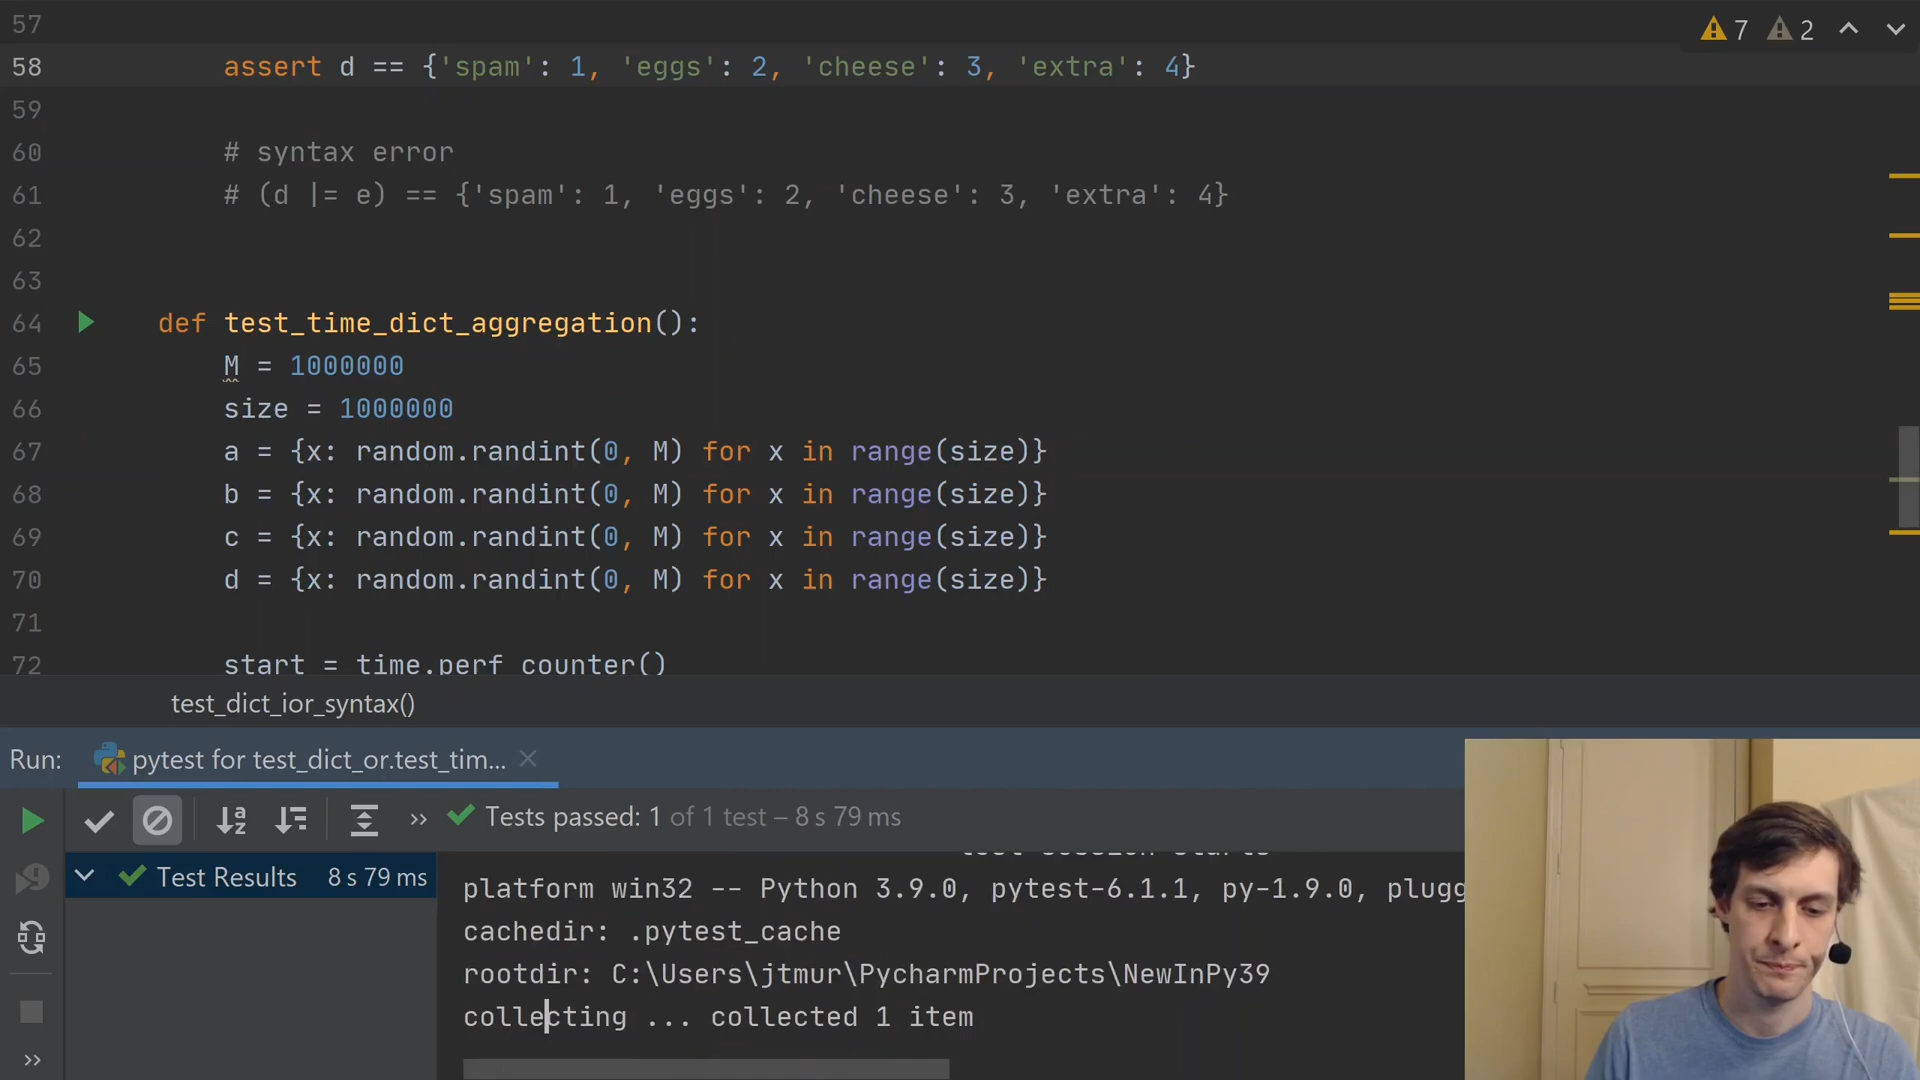 57
7 2
58 assert d == {'spam': 1, 'eggs': 2, 'cheese': 3, 'extra': 4}
59
60 # syntax error
61 # (d |= e) == {'spam': 1, 'eggs': 2, 'cheese': 3, 'extra': 4}
62
63
64 def test_time_dict_aggregation():
65 M = 1000000
66 size = 1000000
67 a = {x: random.randint(0, M) for x in range(size)}
68 b = {x: random.randint(0, M) for x in range(size)}
69 c = {x: random.randint(0, M) for x in range(size)}
70 d = {x: random.randint(0, M) for x in range(size)}
71
72 start = time.perf_counter()
test_dict_ior_syntax()
Run: pytest for test_dict_or.test_tim...
Tests passed: 1 of 1 test – 8 s 79 ms
Test Results 8 s 79 ms
test session starts
platform win32 -- Python 3.9.0, pytest-6.1.1, py-1.9.0, plugg
cachedir: .pytest_cache
rootdir: C:\Users\jtmur\PycharmProjects\NewInPy39
collecting ... collected 1 item